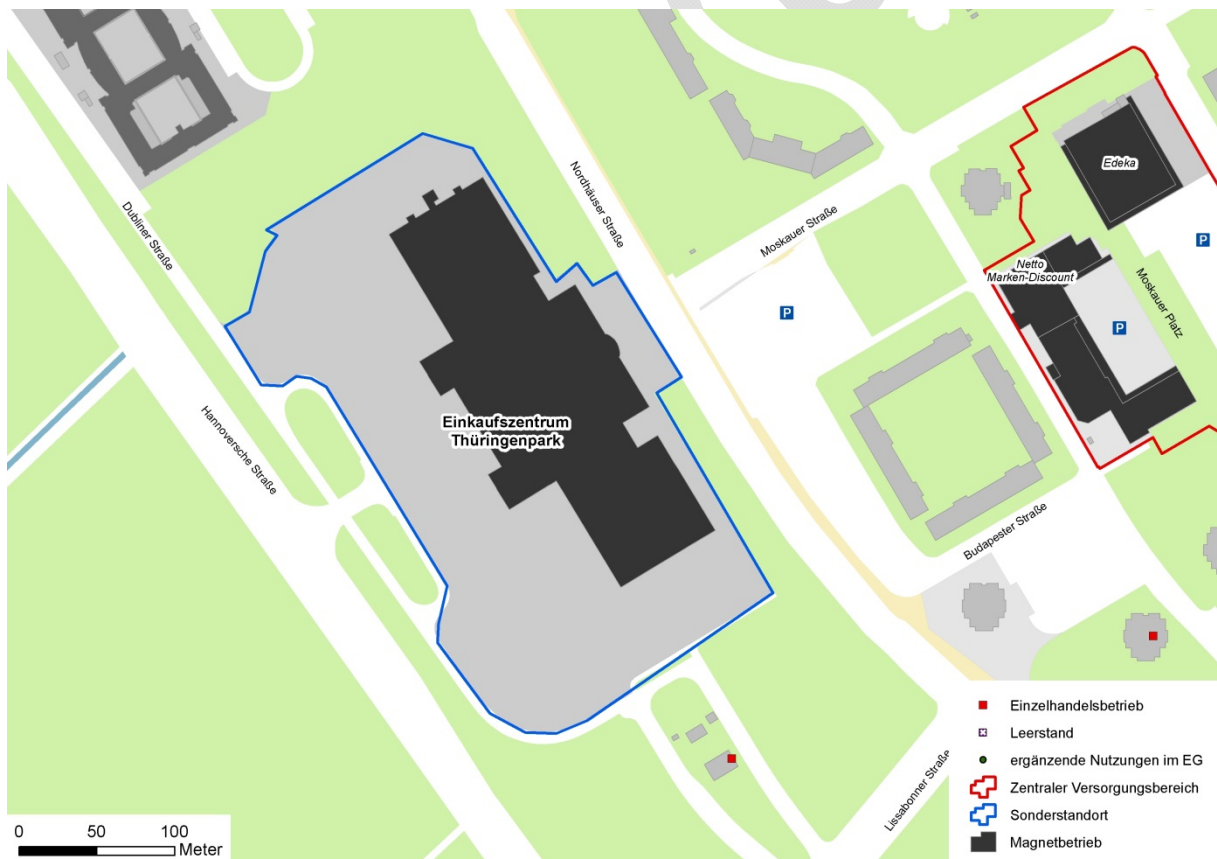 Edeka
Nordhäuser Straße
Dubliner Straße
Moskauer Straße
Netto
Marken-Discount
P
Moskauer Platz
P
P
Einkaufszentrum
Thüringenpark
Hannoversche Straße
Budapester Straße
Lissabonner Straße
Einzelhandelsbetrieb
Leerstand
ergänzende Nutzungen im EG
Zentraler Versorgungsbereich
Sonderstandort
Magnetbetrieb
0 50 100
Meter